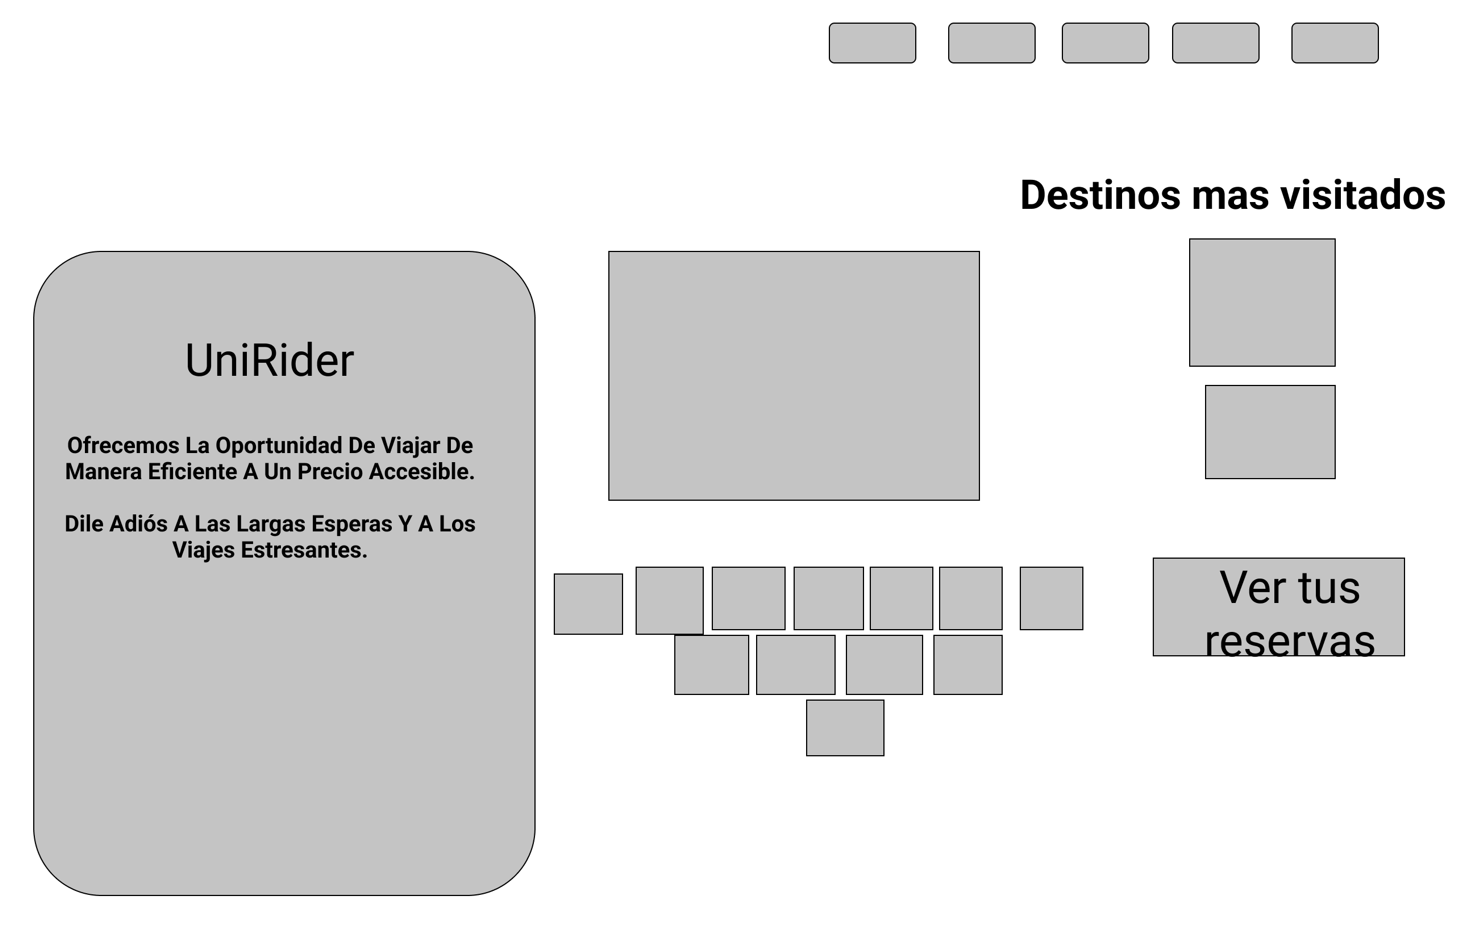 Destinos mas visitados
UniRider
Ofrecemos La Oportunidad De Viajar De
Manera Eficiente A Un Precio Accesible.
Dile Adiós A Las Largas Esperas Y A Los
Viajes Estresantes.
Ver tus
reservas